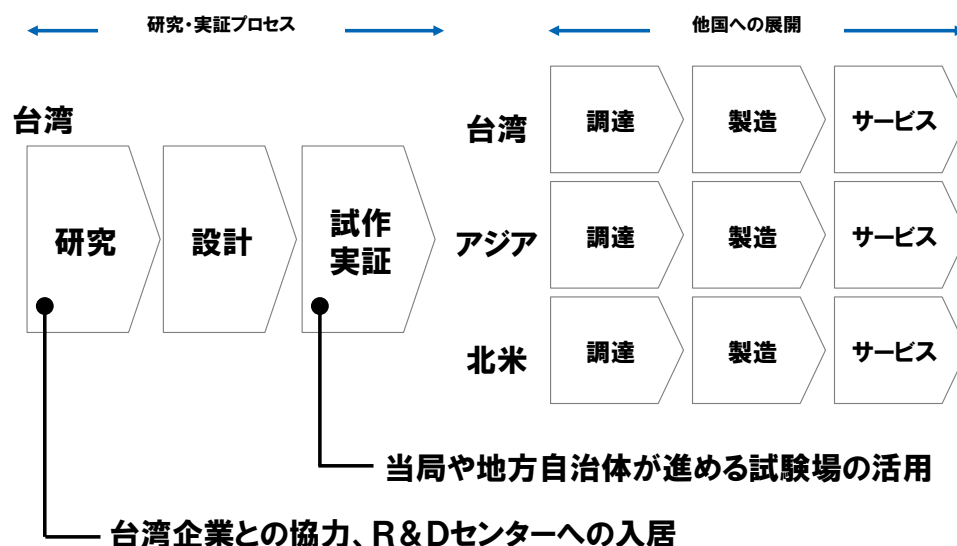 研究・実証プロセス
他国への展開
台湾
研究
設計
試作
実証
台湾
調達
製造
サービス
アジア
調達
製造
サービス
北米
調達
製造
サービス
当局や地方自治体が進める試験場の活用
台湾企業との協力、R&Dセンターへの入居